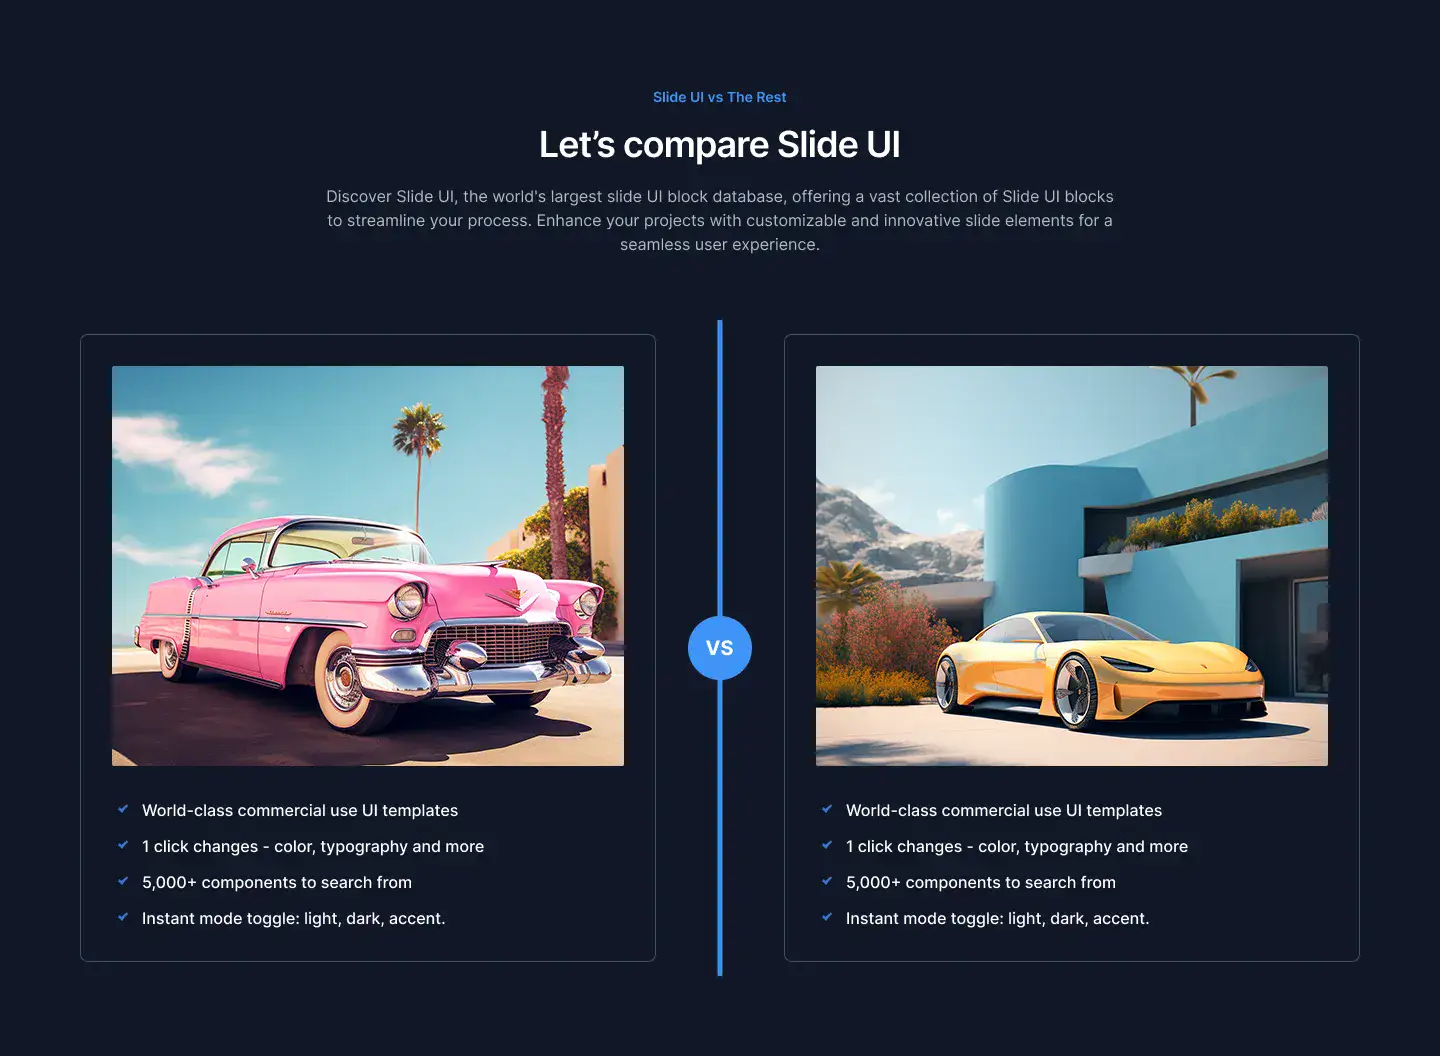 Slide UI vs The Rest
Let’s compare Slide UI
Discover Slide UI, the world's largest slide UI block database, offering a vast collection of Slide UI blocks
to streamline your process. Enhance your projects with customizable and innovative slide elements for a
seamless user experience.
World-class commercial use UI templates
1 click changes - color, typography and more
5,000+ components to search from
Instant mode toggle: light, dark, accent.
VS
World-class commercial use UI templates
1 click changes - color, typography and more
5,000+ components to search from
Instant mode toggle: light, dark, accent.